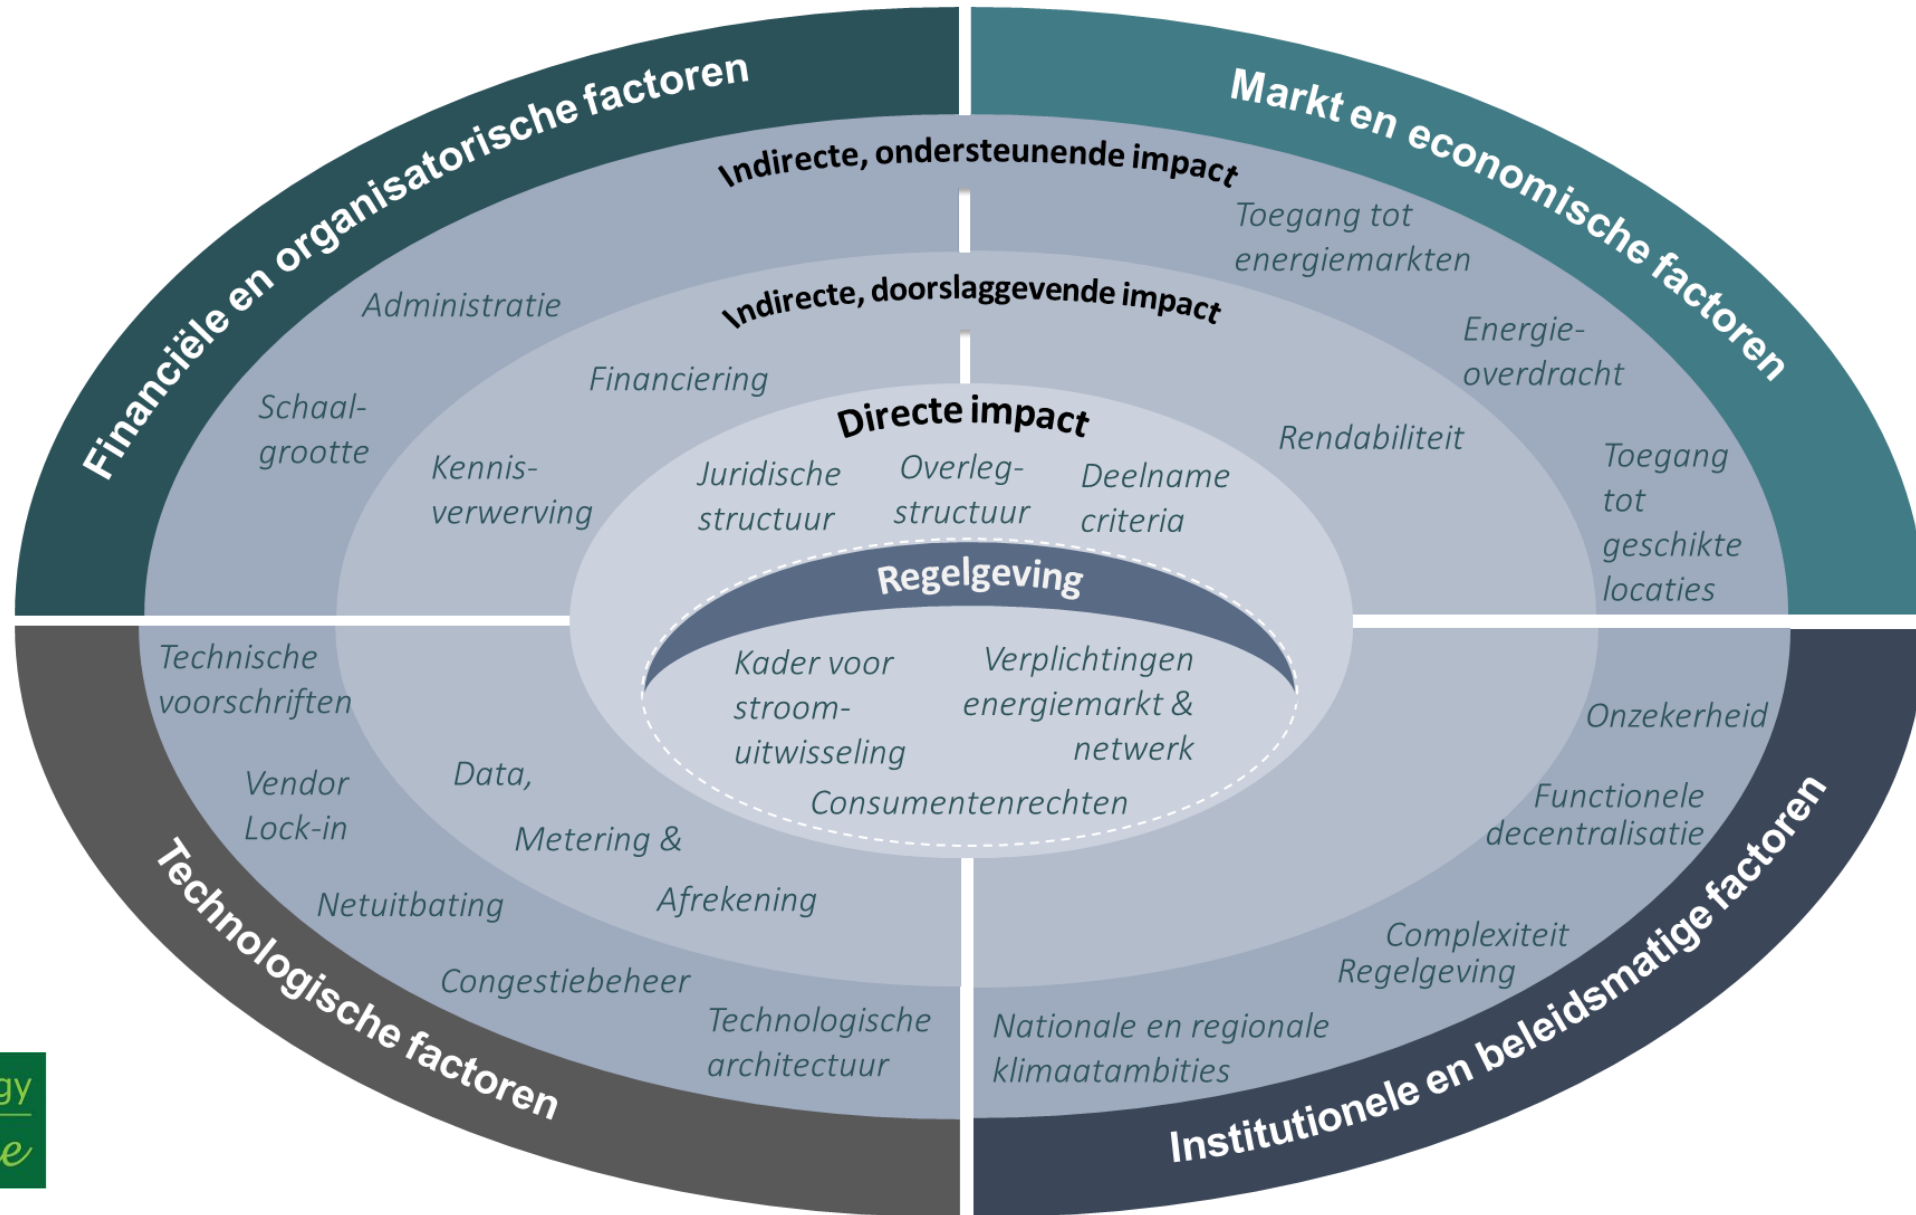 Financiële en organisatorische factoren
Markt en economische factoren
Indirecte, ondersteunende impact
Toegang tot
energiemarkten
Administratie
Indirecte, doorslaggevende impact
Energie-
overdracht
Financiering
Schaal-
grootte
Directe impact
Rendabiliteit
Kennis-
verwerving
Juridische
structuur
Overleg-
structuur
Deelname
criteria
Toegang
tot
geschikte
locaties
Regelgeving
Kader voor
stroom-
uitwisseling
Verplichtingen
energiemarkt &
netwerk
Consumentenrechten
Technische
voorschriften
Vendor
Lock-in
Data,
Metering &
Afrekening
Netuitbating
Congestiebeheer
Technologische
architectuur
Technologische factoren
Onzekerheid
Functionele
decentralisatie
Complexiteit
Regelgeving
Nationale en regionale
klimaatambities
Institutionele en beleidsmatige factoren
gy
e